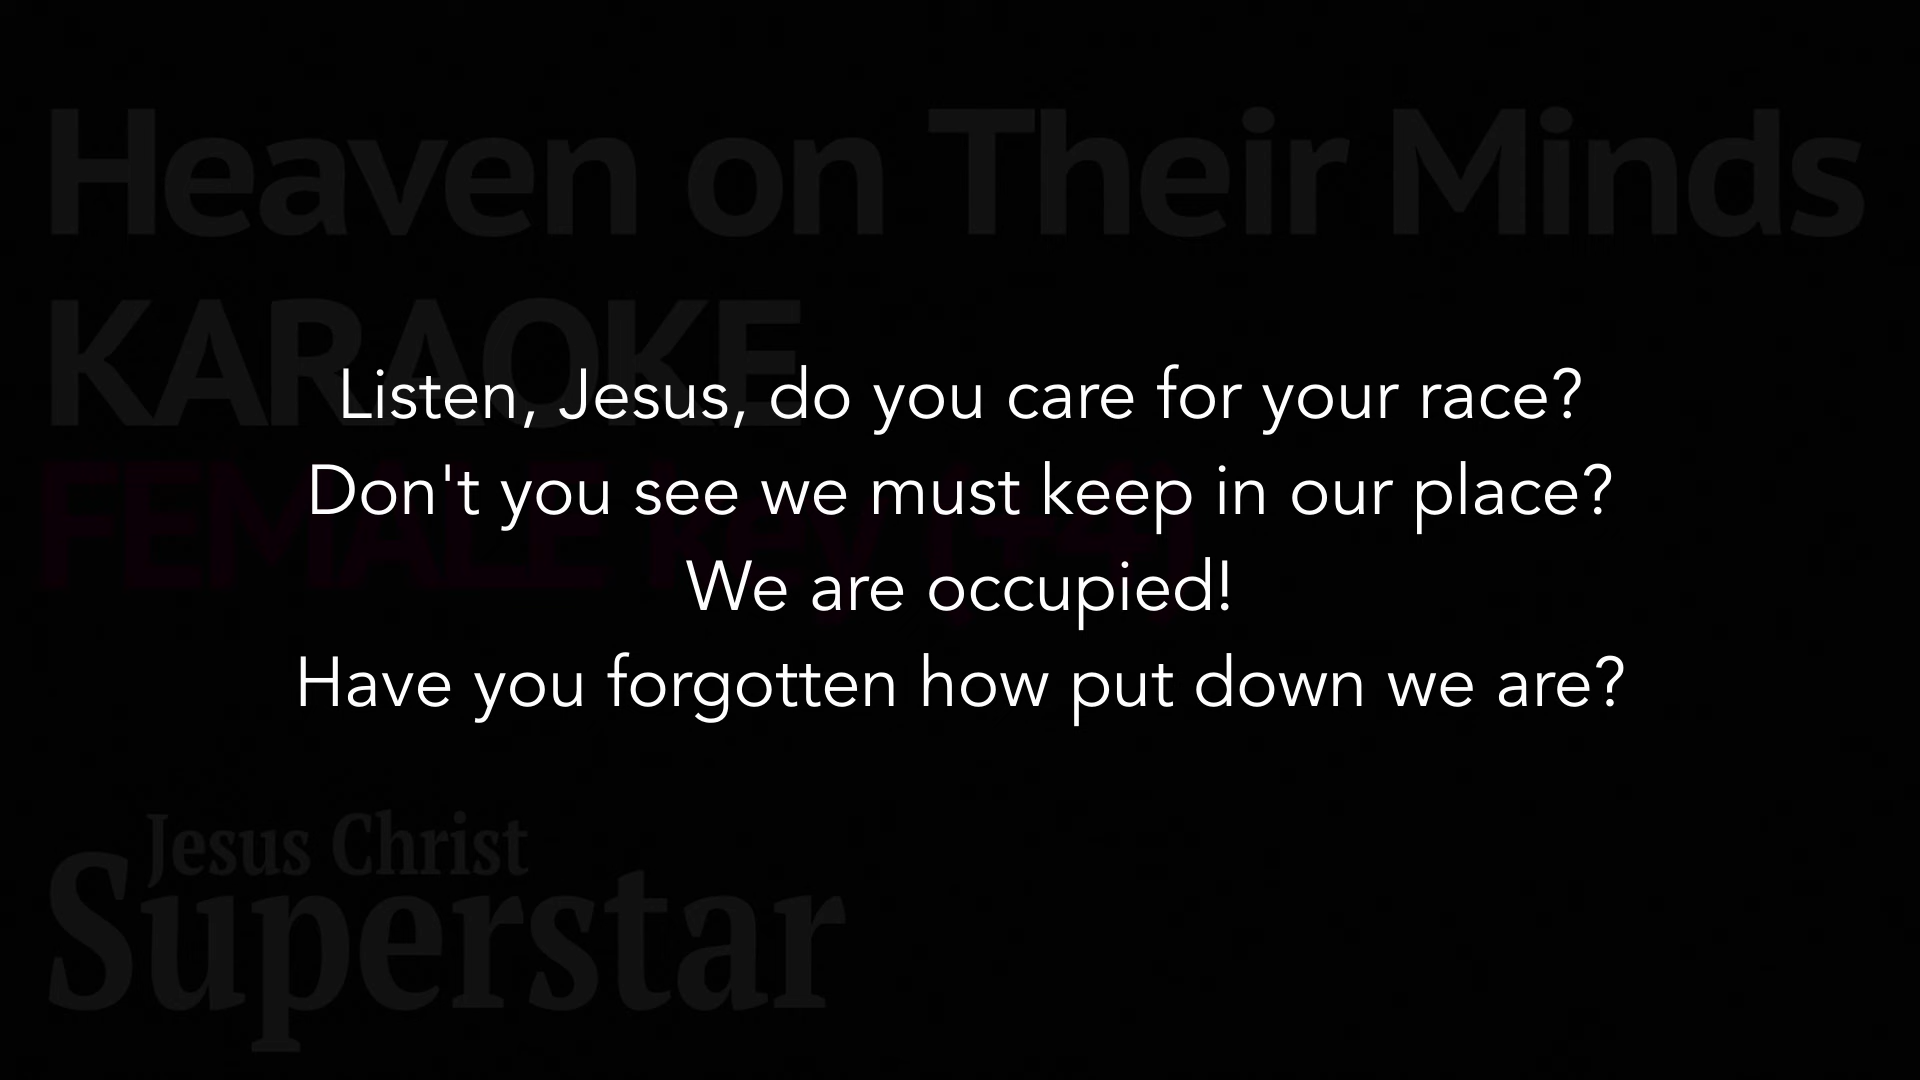 Heaven on Their Minds
KARAOKE
Listen, Jesus, do you care for your race?
FEMALE key
Don't you see we must keep in our place?
We are occupied!
Have you forgotten how put down we are?
Jesus Christ
Superstar